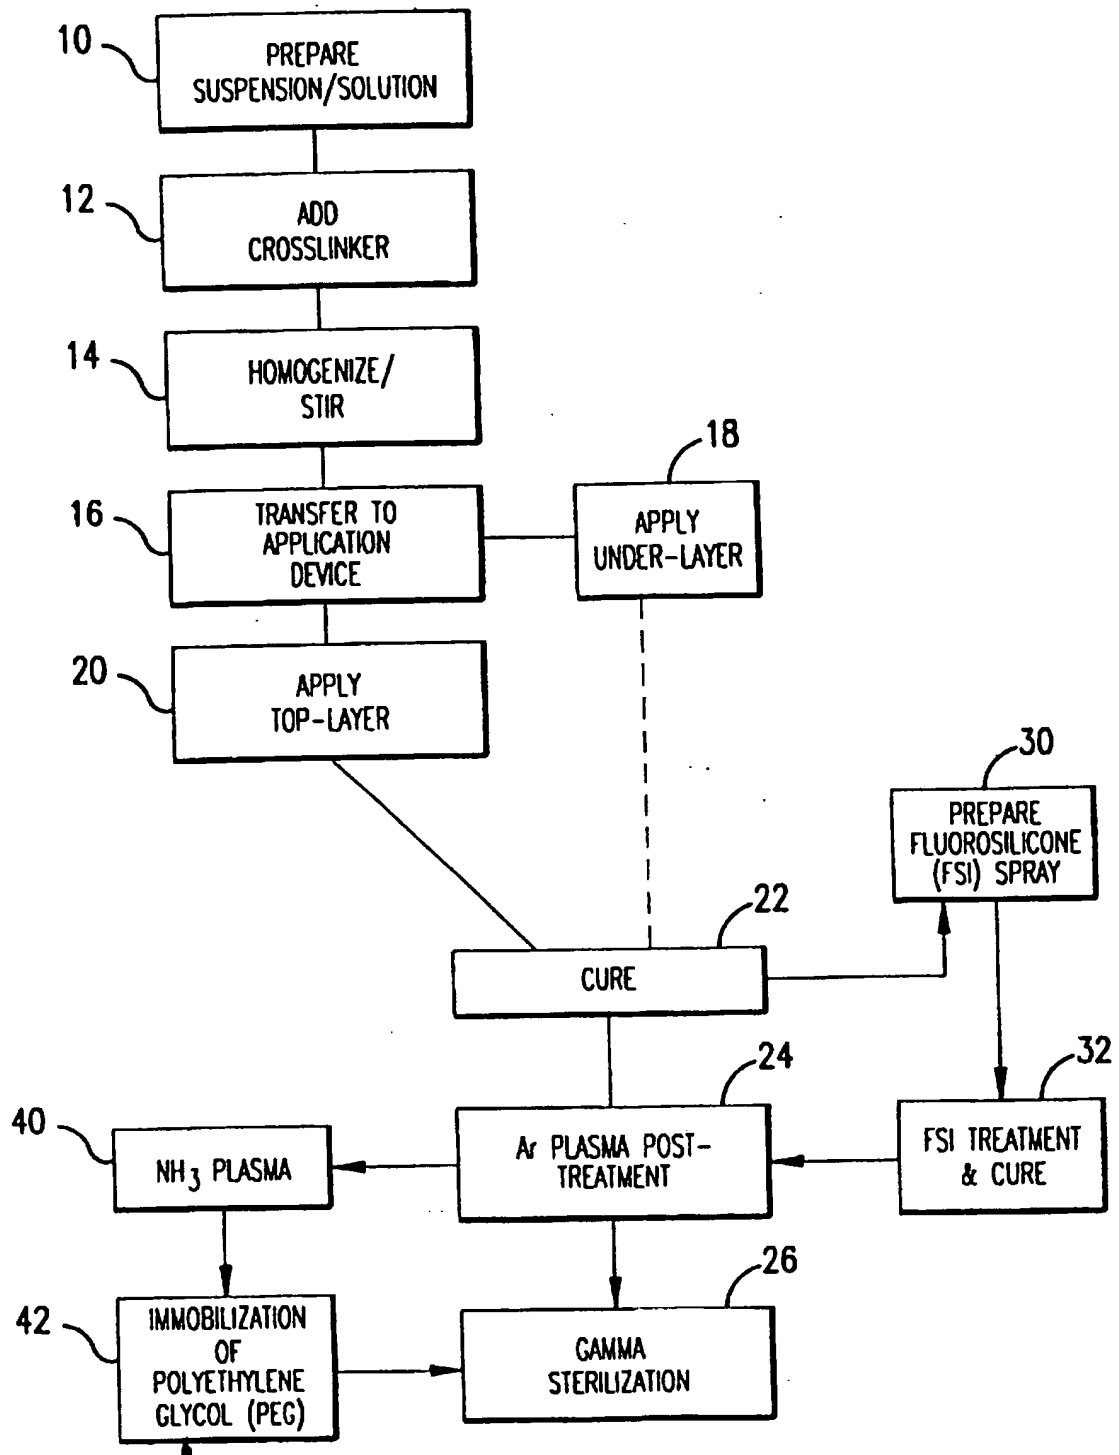 10
PREPARE
SUSPENSION/SOLUTION
12
ADD
CROSSLINKER
14
HOMOGENIZE/
STIR
16
TRANSFER TO
APPLICATION
DEVICE
18
APPLY
UNDER-LAYER
20
APPLY
TOP-LAYER
30
PREPARE
FLUOROSILICONE
(FSI) SPRAY
22
CURE
24
Ar PLASMA POST-
TREATMENT
32
FSI TREATMENT
& CURE
40
NH3 PLASMA
42
IMMOBILIZATION
OF
POLYETHYLENE
GLYCOL (PEG)
26
GAMMA
STERILIZATION